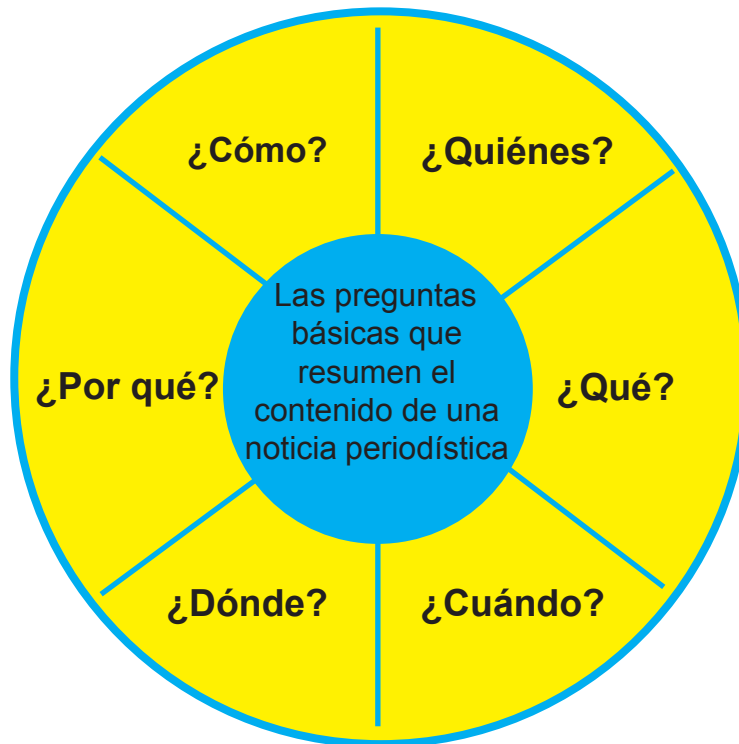 ¿Cómo?
¿Quiénes?
Las preguntas
básicas que
resumen el
contenido de una
noticia periodística
¿Por qué?
¿Qué?
¿Dónde?
¿Cuándo?